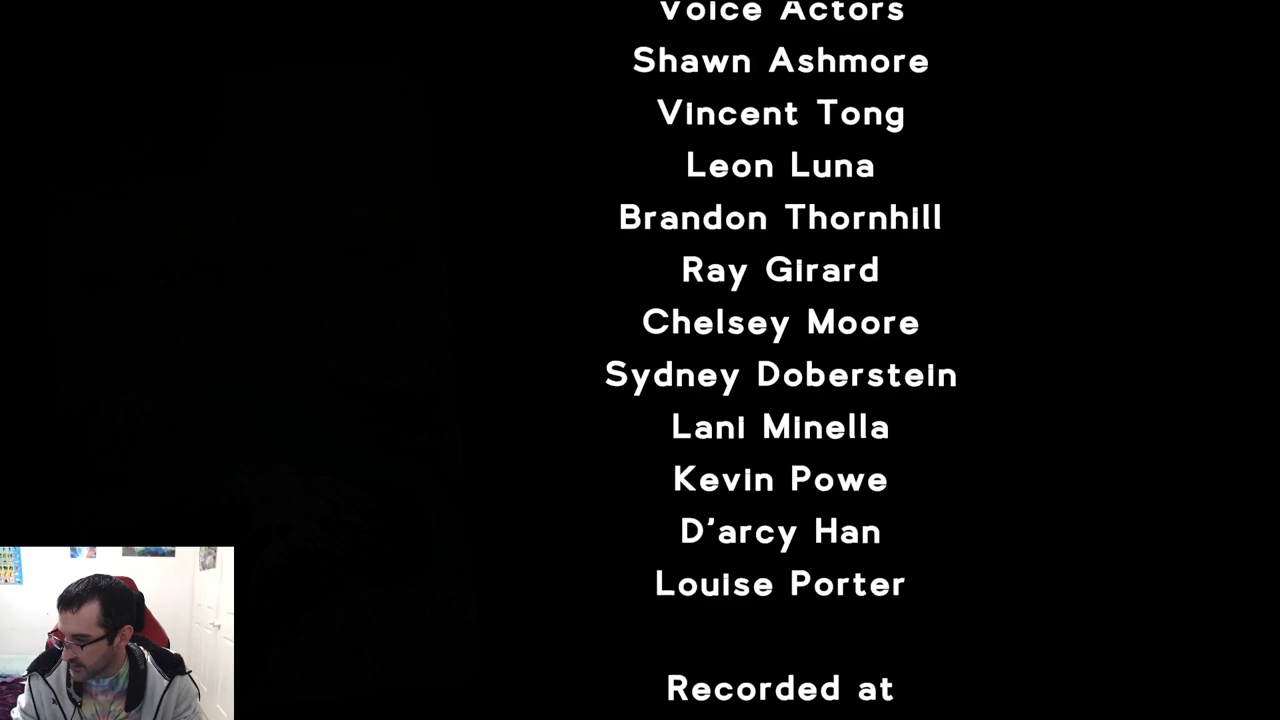 Voice Actors
Shawn Ashmore
Vincent Tong
Leon Luna
Brandon Thornhill
Ray Girard
Chelsey Moore
Sydney Doberstein
Lani Minella
Kevin Powe
D'arcy Han
Louise Porter
Recorded at